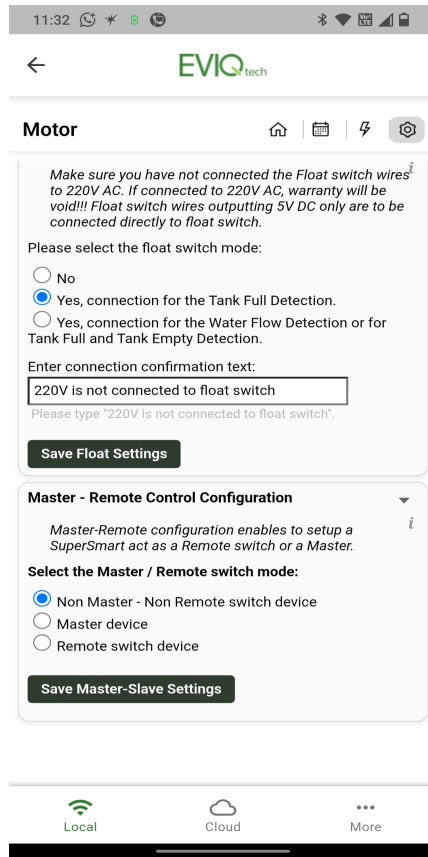 11:32
EVIQ tech
Motor
Make sure you have not connected the Float switch wires
to 220V AC. If connected to 220V AC, warranty will be
void!!! Float switch wires outputting 5V DC only are to be
connected directly to float switch.
i
Please select the float switch mode:
No
Yes, connection for the Tank Full Detection.
Yes, connection for the Water Flow Detection or for
Tank Full and Tank Empty Detection.
Enter connection confirmation text:
220V is not connected to float switch
Please type "220V is not connected to float switch".
Save Float Settings
Master - Remote Control Configuration
Master-Remote configuration enables to setup a
SuperSmart act as a Remote switch or a Master.
i
Select the Master / Remote switch mode:
Non Master - Non Remote switch device
Master device
Remote switch device
Save Master-Slave Settings
Local
Cloud
More